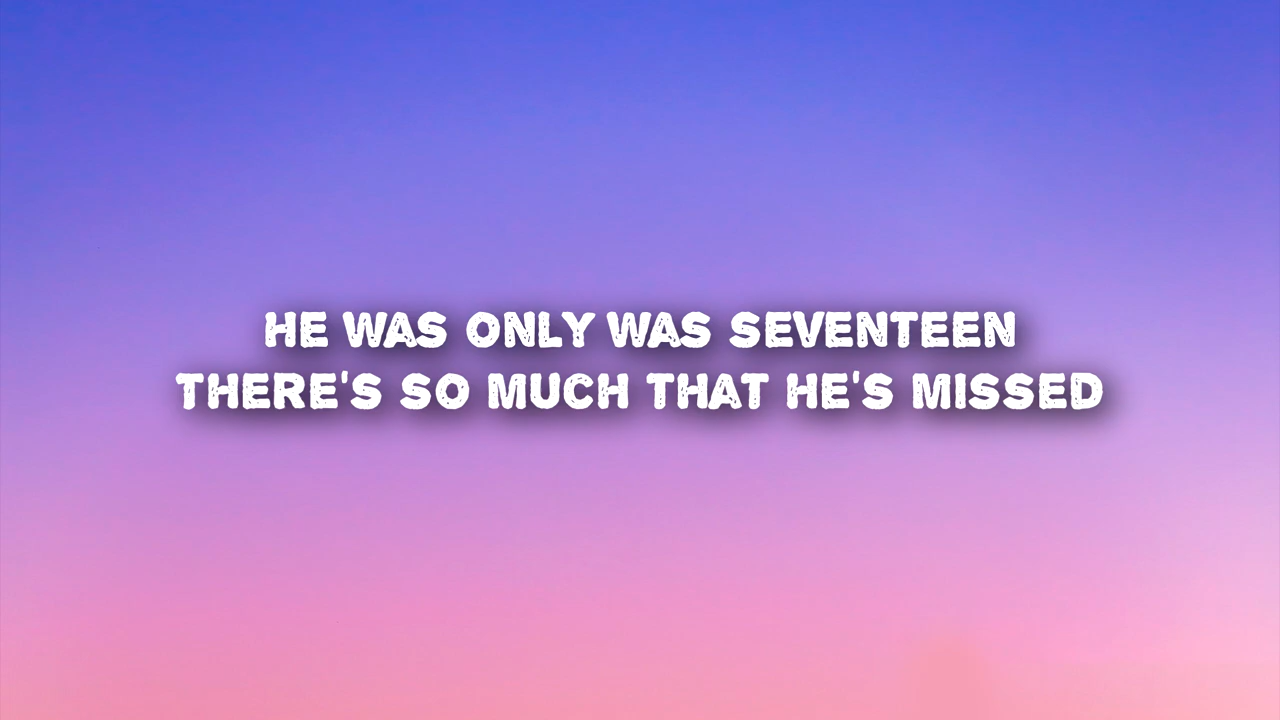 HE WAS ONLY WAS SEVENTEEN
THERE'S SO MUCH THAT HE'S MISSED